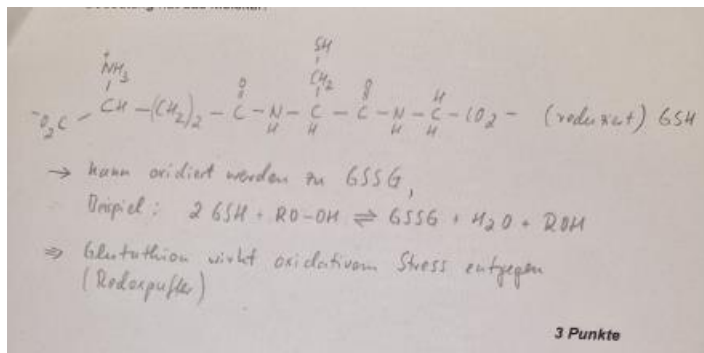 SH
+NH3 O CH2 O H
-O2C - CH - (CH2)2 - C - N - CH - C - N - C - CO2- (reduziert) GSH
H H H H
→ kann oxidiert werden zu GSSG,
Beispiel: 2 GSH + RO-OH ⇌ GSSG + H2O + ROH
⇒ Glutathion wirkt oxidativem Stress entgegen
(Redoxpuffer)
3 Punkte